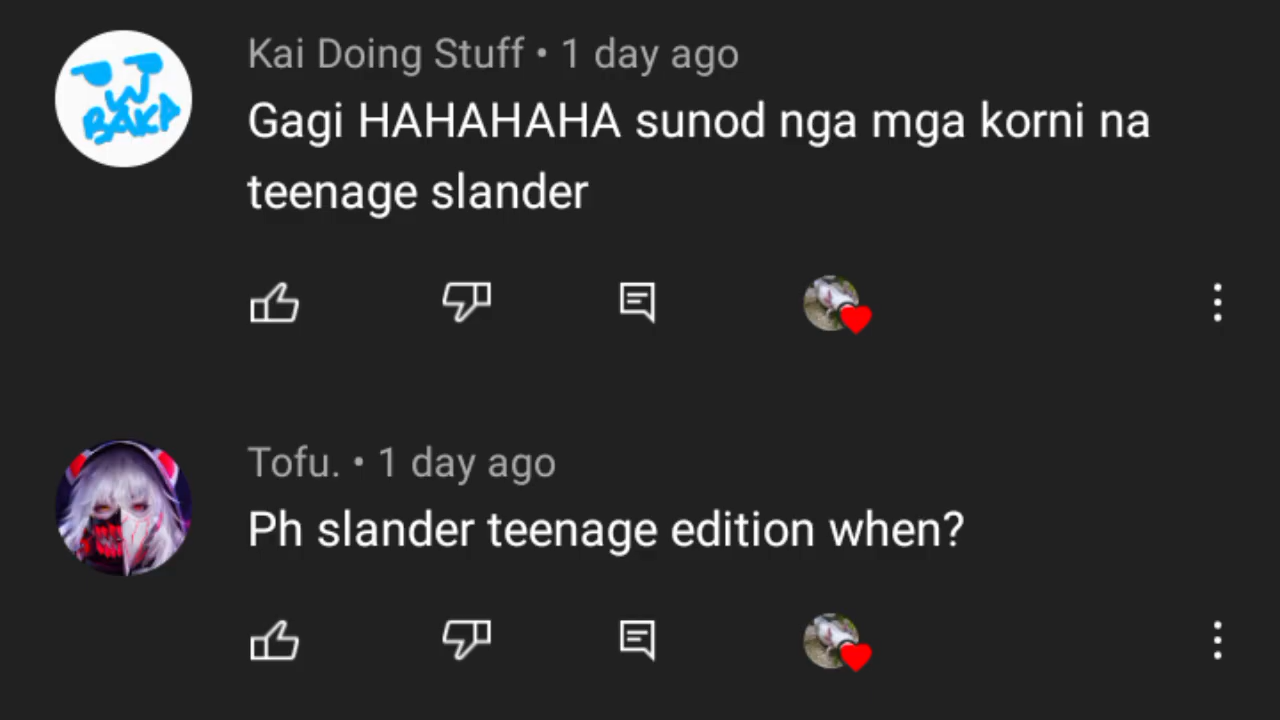 Kai Doing Stuff • 1 day ago
Gagi HAHAHAHA sunod nga mga korni na
teenage slander
BAKA
Tofu. • 1 day ago
Ph slander teenage edition when?